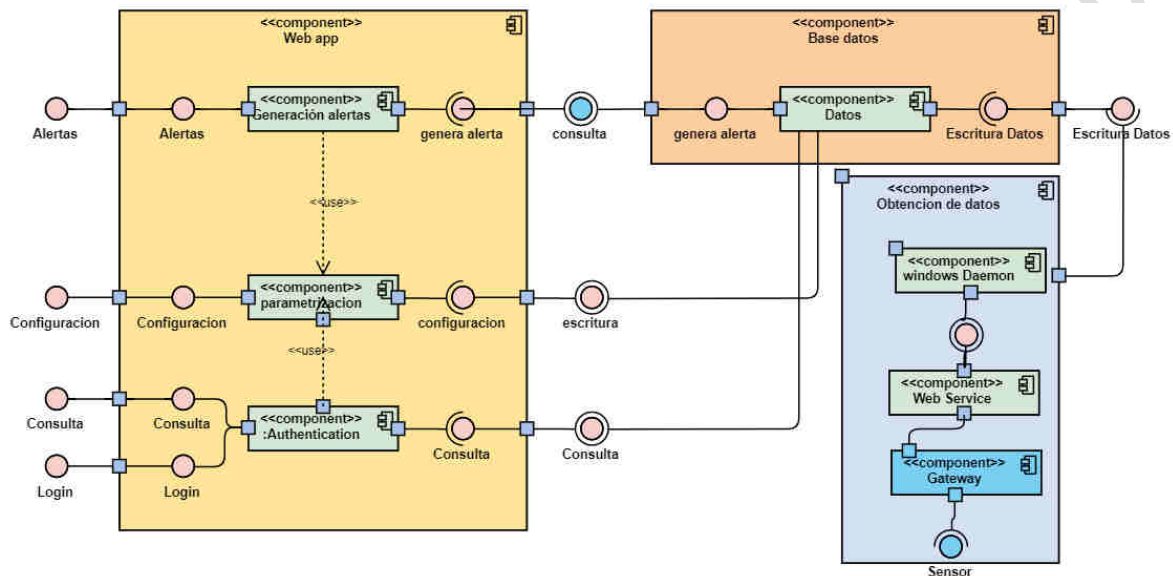 <<component>>
Web app
<<component>>
Base datos
<<component>>
Generación alertas
<<component>>
Datos
Alertas
Alertas
genera alerta
consulta
genera alerta
Escritura Datos
Escritura Datos
<<component>>
Obtencion de datos
<<use>>
<<component>>
windows Daemon
<<component>>
parametrizacion
Configuracion
Configuracion
configuracion
escritura
<<use>>
<<component>>
Web Service
<<component>>
:Authentication
Consulta
Consulta
Consulta
Consulta
<<component>>
Gateway
Login
Login
Sensor